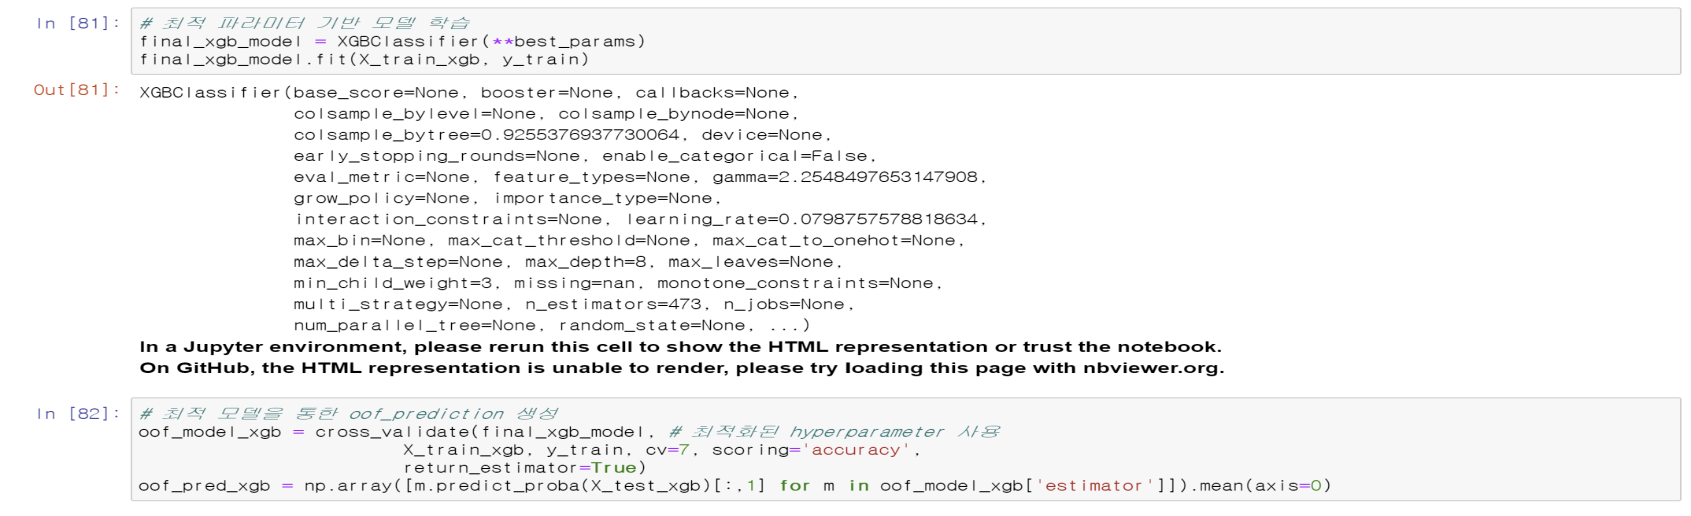 In [81]: # 최적 파라미터 기반 모델 학습
final_xgb_model = XGBClassifier(**best_params)
final_xgb_model.fit(X_train_xgb, y_train)
Out[81]: XGBClassifier(base_score=None, booster=None, callbacks=None,
colsample_bylevel=None, colsample_bynode=None,
colsample_bytree=0.9255376937730064, device=None,
early_stopping_rounds=None, enable_categorical=False,
eval_metric=None, feature_types=None, gamma=2.2548497653147908,
grow_policy=None, importance_type=None,
interaction_constraints=None, learning_rate=0.0798757578818634,
max_bin=None, max_cat_threshold=None, max_cat_to_onehot=None,
max_delta_step=None, max_depth=8, max_leaves=None,
min_child_weight=3, missing=nan, monotone_constraints=None,
multi_strategy=None, n_estimators=473, n_jobs=None,
num_parallel_tree=None, random_state=None, ...)
In a Jupyter environment, please rerun this cell to show the HTML representation or trust the notebook.
On GitHub, the HTML representation is unable to render, please try loading this page with nbviewer.org.
In [82]: # 최적 모델을 통한 oof_prediction 생성
oof_model_xgb = cross_validate(final_xgb_model, # 최적화된 hyperparameter 사용
X_train_xgb, y_train, cv=7, scoring='accuracy',
return_estimator=True)
oof_pred_xgb = np.array([m.predict_proba(X_test_xgb)[:,1] for m in oof_model_xgb['estimator']]).mean(axis=0)